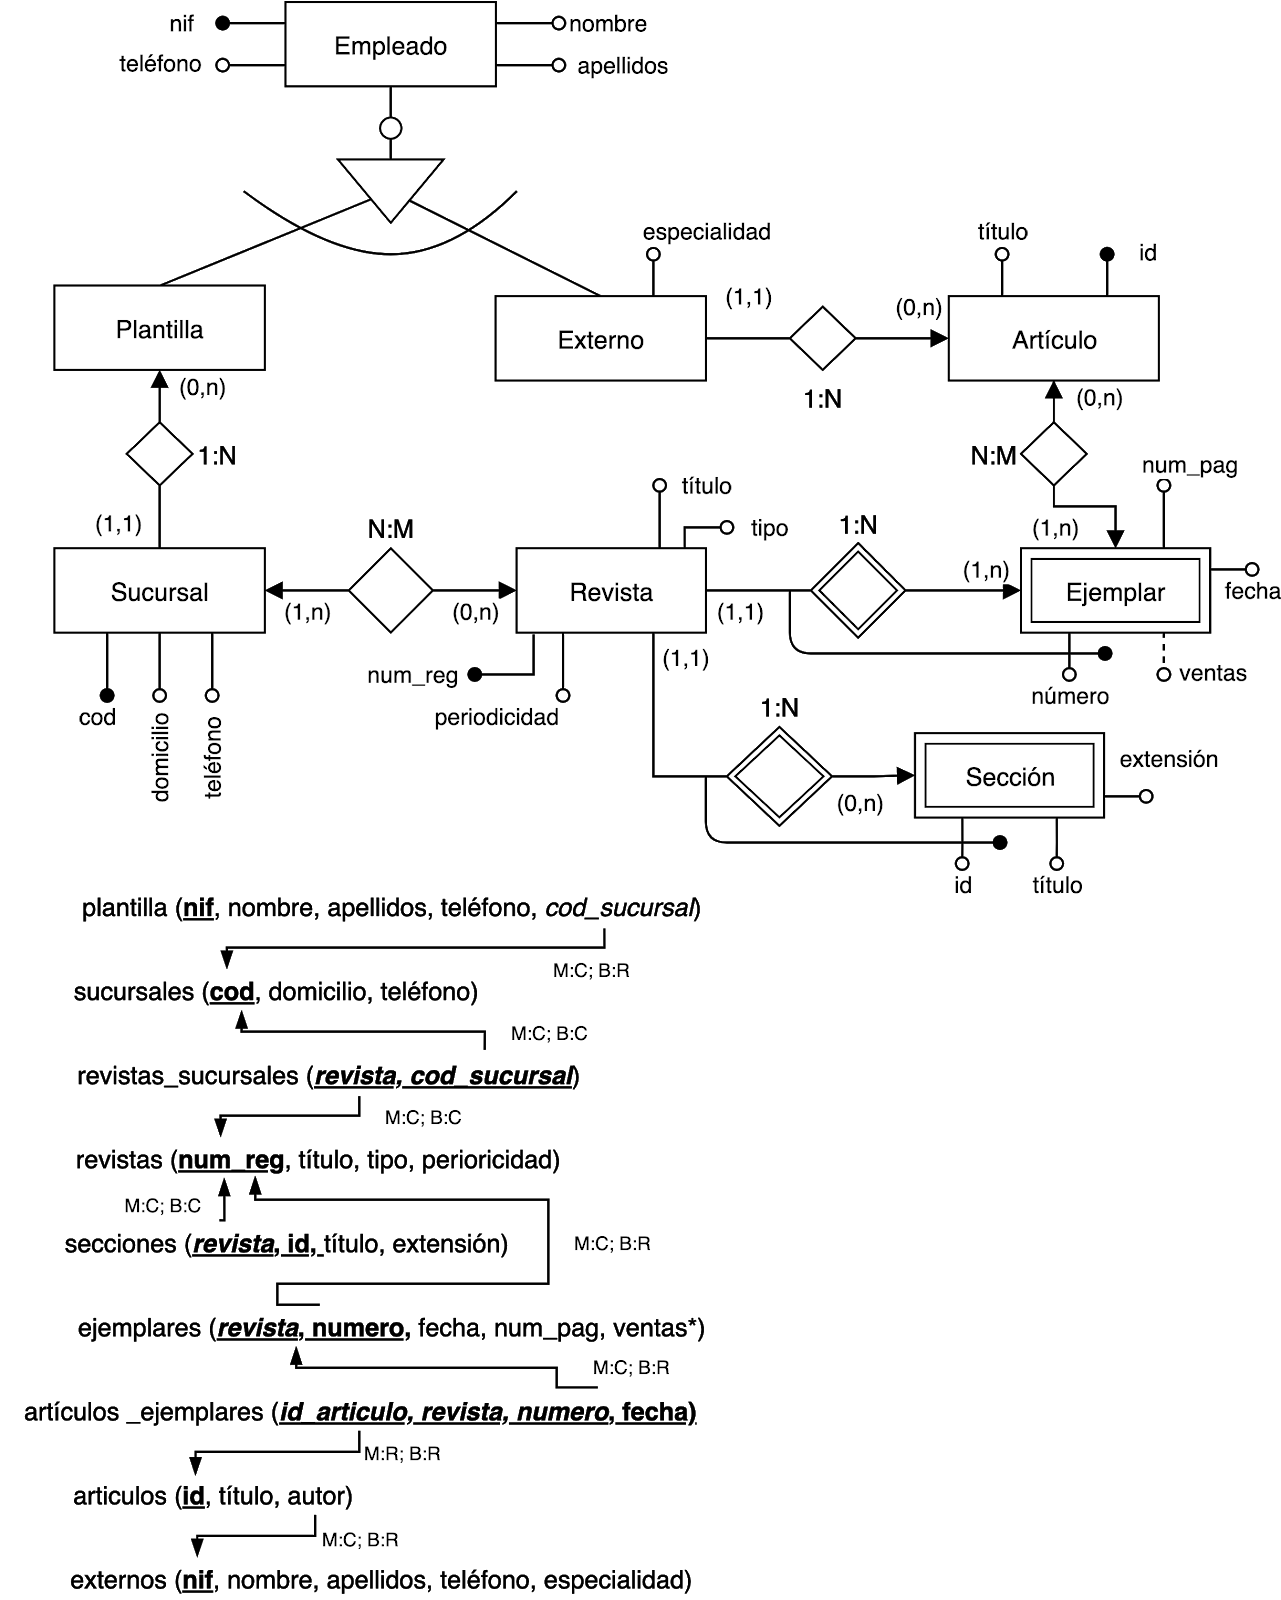 nif
nombre
Empleado
teléfono
apellidos
especialidad
título
id
Plantilla
(1,1)
(0,n)
Externo
Artículo
(0,n)
1:N
(0,n)
1:N
N:M
num_pag
título
(1,1)
N:M
tipo
1:N
(1,n)
Sucursal
(1,n)
(0,n)
Revista
(1,1)
(1,n)
Ejemplar
fecha
(1,1)
num_reg
ventas
cod
domicilio
teléfono
periodicidad
número
1:N
Sección
extensión
(0,n)
id
título
plantilla (nif, nombre, apellidos, teléfono, cod_sucursal)
M:C; B:R
sucursales (cod, domicilio, teléfono)
M:C; B:C
revistas_sucursales (revista, cod_sucursal)
M:C; B:C
revistas (num_reg, título, tipo, perioricidad)
M:C; B:C
secciones (revista, id, título, extensión)
M:C; B:R
ejemplares (revista, numero, fecha, num_pag, ventas*)
M:C; B:R
artículos _ejemplares (id_articulo, revista, numero, fecha)
M:R; B:R
articulos (id, título, autor)
M:C; B:R
externos (nif, nombre, apellidos, teléfono, especialidad)